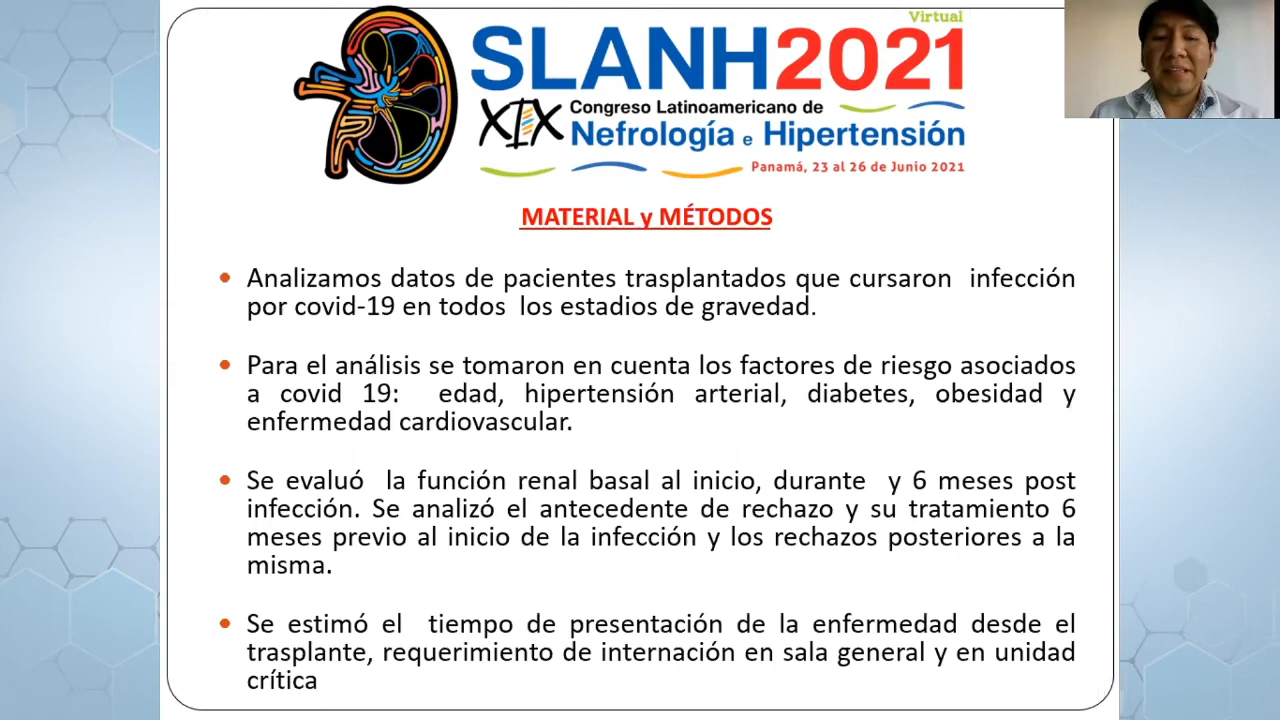 Virtual
SLANH2021
XIX Congreso Latinoamericano de
Nefrología e Hipertensión
Panamá, 23 al 26 de Junio 2021
MATERIAL y MÉTODOS
• Analizamos datos de pacientes trasplantados que cursaron infección
por covid-19 en todos los estadios de gravedad.
• Para el análisis se tomaron en cuenta los factores de riesgo asociados
a covid 19: edad, hipertensión arterial, diabetes, obesidad y
enfermedad cardiovascular.
• Se evaluó la función renal basal al inicio, durante y 6 meses post
infección. Se analizó el antecedente de rechazo y su tratamiento 6
meses previo al inicio de la infección y los rechazos posteriores a la
misma.
• Se estimó el tiempo de presentación de la enfermedad desde el
trasplante, requerimiento de internación en sala general y en unidad
crítica